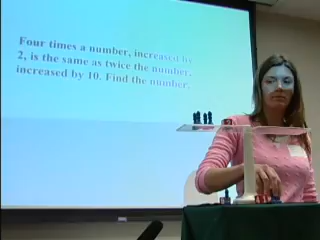 Four times a number, increased by
2, is the same as twice the number,
increased by 10. Find the number.